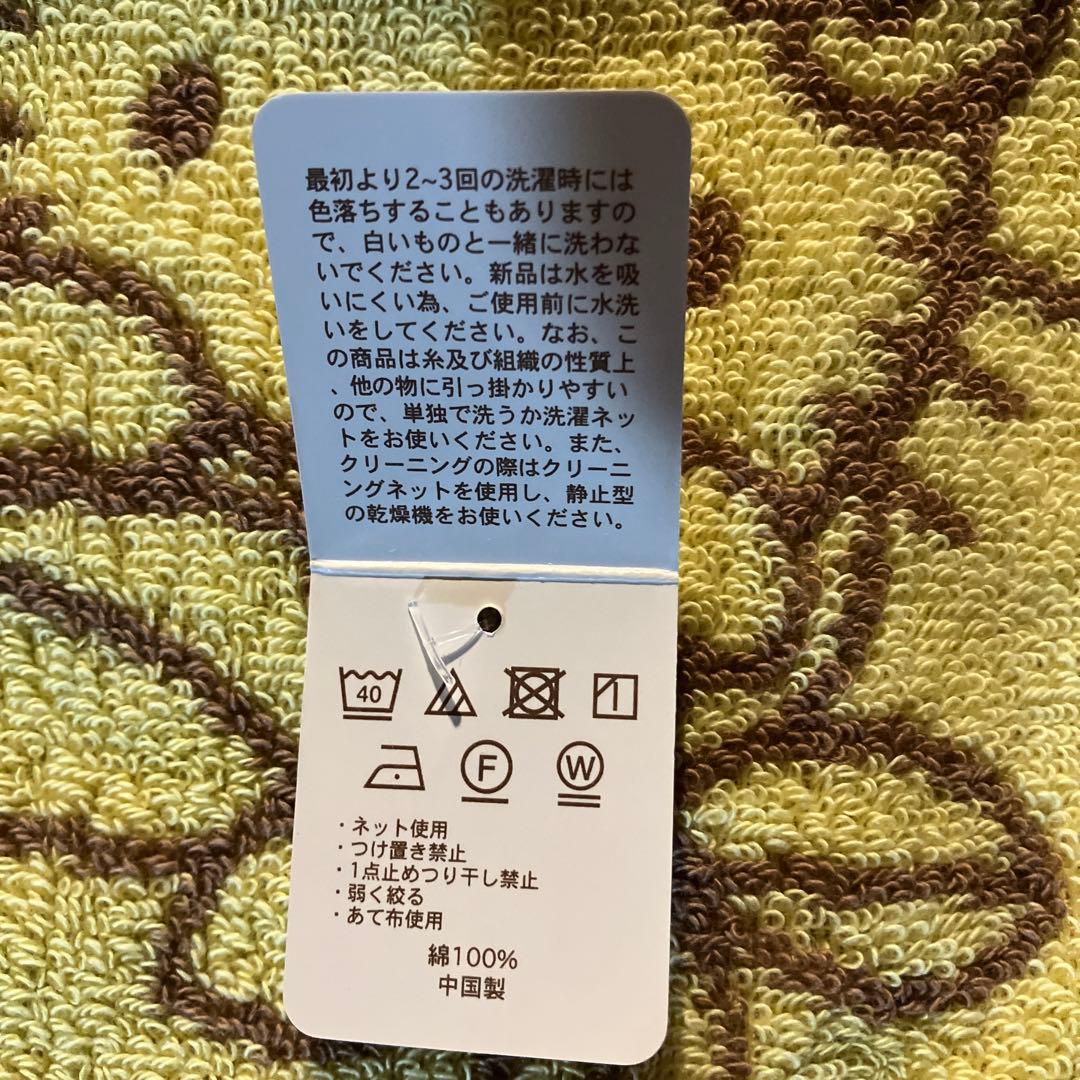 最初より2~3回の洗濯時には
色落ちすることもありますの
で、白いものと一緒に洗わな
いでください。新品は水を吸
いにくい為、ご使用前に水洗
いをしてください。なお、こ
の商品は糸及び組織の性質上
、他の物に引っ掛かりやすい
ので、単独で洗うか洗濯ネッ
トをお使いください。また、
クリーニングの際はクリーニ
ングネットを使用し、静止型
の乾燥機をお使いください。
40
F W
・ネット使用
・つけ置き禁止
・1点止めつり干し禁止
・弱く絞る
・あて布使用
綿100%
中国製